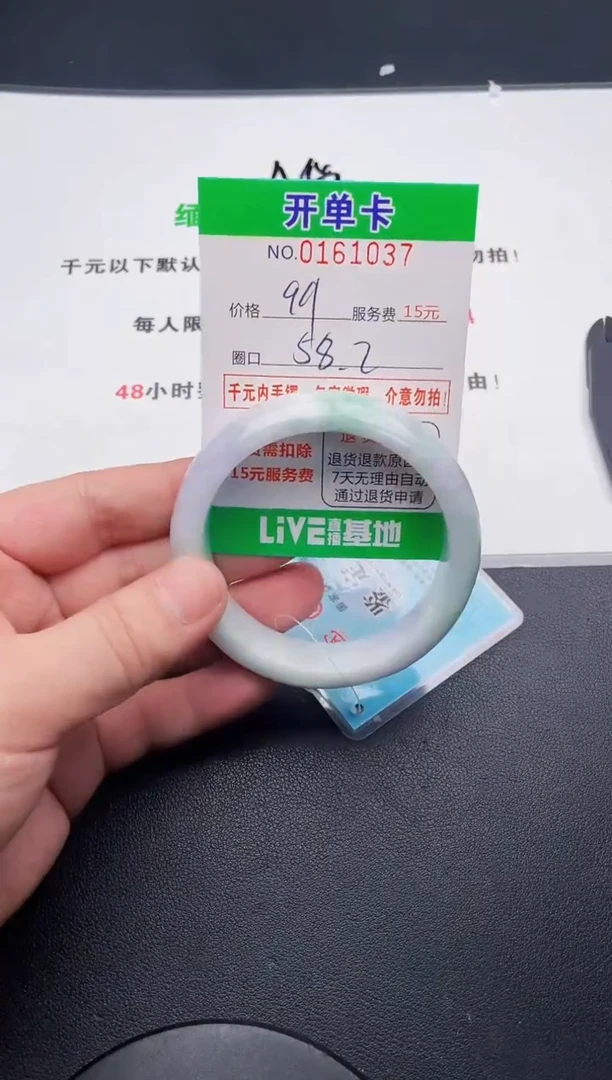 缅
千元以下默认
勿拍!
每人限
48小时
由!
开单卡
NO.0161037
价格 99 服务费 15元
圈口 58.2
千元内手镯 介意勿拍!
需扣除
15元服务费
退货退款原因
7天无理由自动
通过退货申请
LiVE直播基地